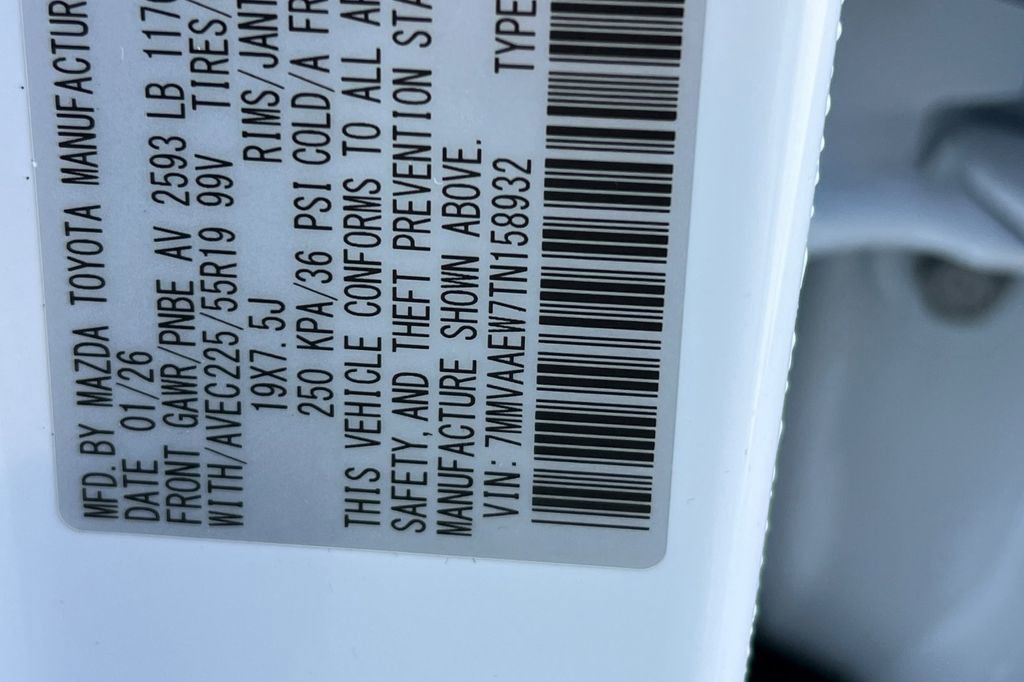 MFD. BY MAZDA TOYOTA MANUFACTUR
DATE 01/26
FRONT GAWR/PNBE AV 2593 LB 1176
WITH/AVEC225/55R19 99V TIRES/
19X7.5J RIMS/JANT
250 KPA/36 PSI COLD/A FR
THIS VEHICLE CONFORMS TO ALL AP
SAFETY, AND THEFT PREVENTION STA
MANUFACTURE SHOWN ABOVE.
VIN: 7MMVAAEW7TN158932 TYPE